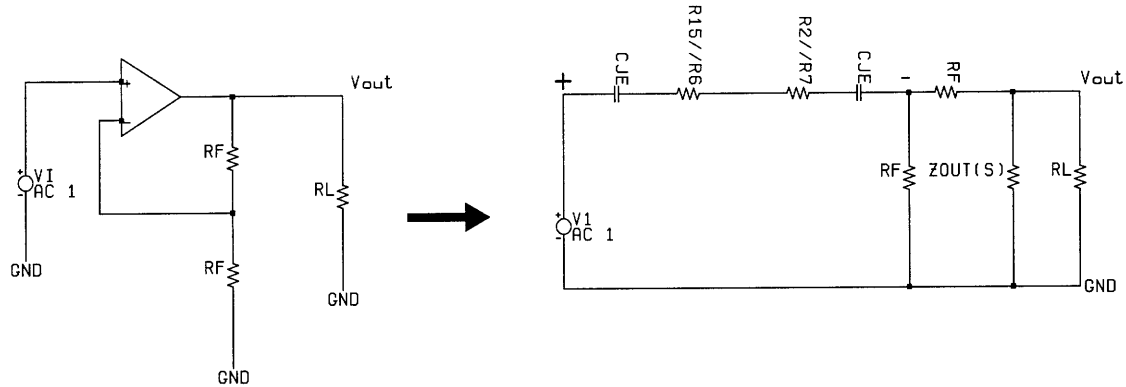 Vout
RF
VI
AC 1
RL
RF
GND
GND
GND
+
CJE
R15//R6
R2//R7
CJE
-
RF
Vout
RF
ZOUT(S)
RL
V1
AC 1
GND